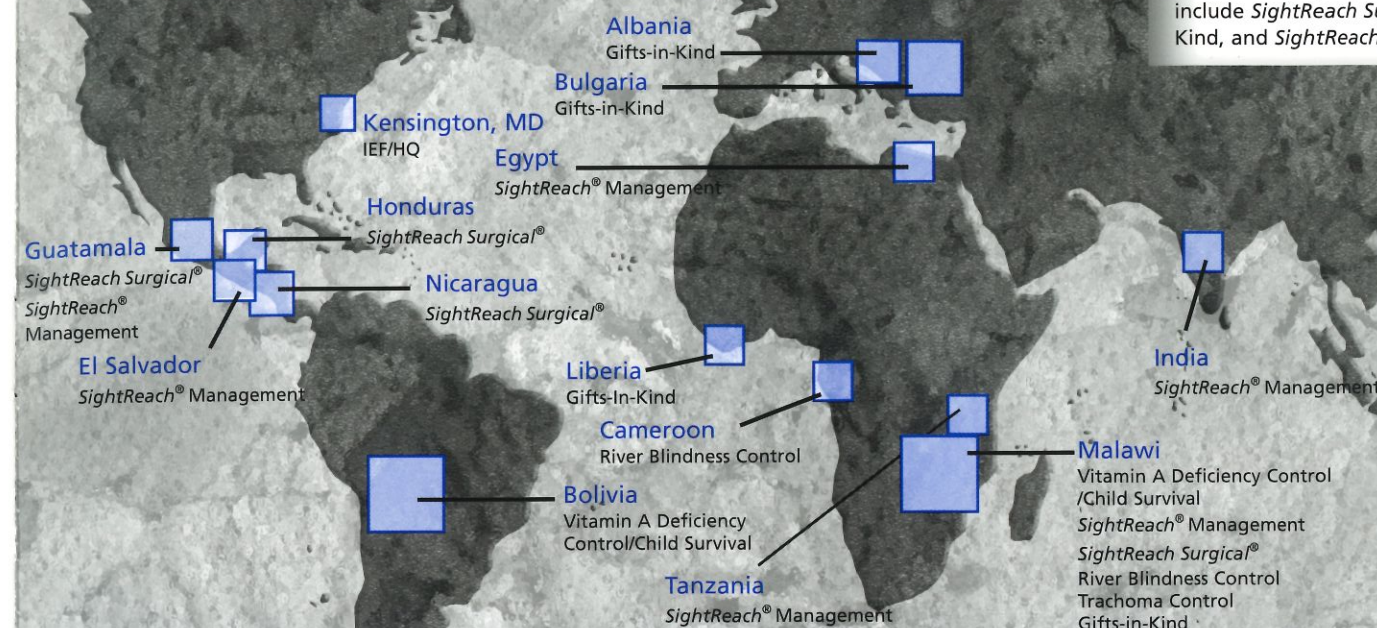 include SightReach
Kind, and SightReach
Albania
Gifts-in-Kind
Bulgaria
Gifts-in-Kind
Kensington, MD
IEF/HQ
Egypt
SightReach® Management
Honduras
SightReach Surgical®
Guatamala
SightReach Surgical®
SightReach®
Management
Nicaragua
SightReach Surgical®
El Salvador
SightReach® Management
Liberia
Gifts-In-Kind
India
SightReach® Management
Cameroon
River Blindness Control
Malawi
Vitamin A Deficiency Control
/Child Survival
SightReach® Management
SightReach Surgical®
River Blindness Control
Trachoma Control
Gifts-in-Kind
Bolivia
Vitamin A Deficiency
Control/Child Survival
Tanzania
SightReach® Management